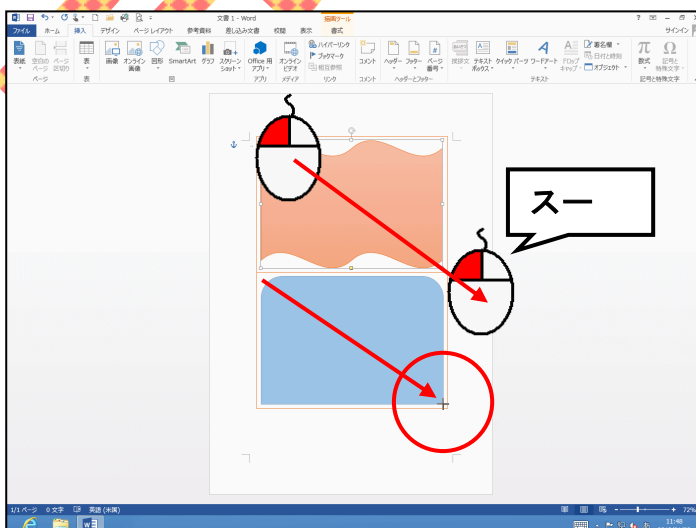 文書 1 - Word
描画ツール
ファイル ホーム 挿入 デザイン ページレイアウト 参考資料 差し込み文書 校閲 表示 書式 サインイン
表紙 空白のページ ページ区切り 表 画像 オンライン画像 図形 SmartArt グラフ スクリーンショット Office 用アプリ オンラインビデオ ハイパーリンク ブックマーク 相互参照 コメント ヘッダー フッター ページ番号 挨拶文 テキストボックス クイック パーツ ワードアート ドロップキャップ 署名欄 日付と時刻 オブジェクト 数式 記号と特殊文字
ページ 表 図 アプリ メディア リンク コメント ヘッダーとフッター テキスト 記号と特殊文字
スー
1/1 ページ 0 文字 英語 (米国) 72%
11:48